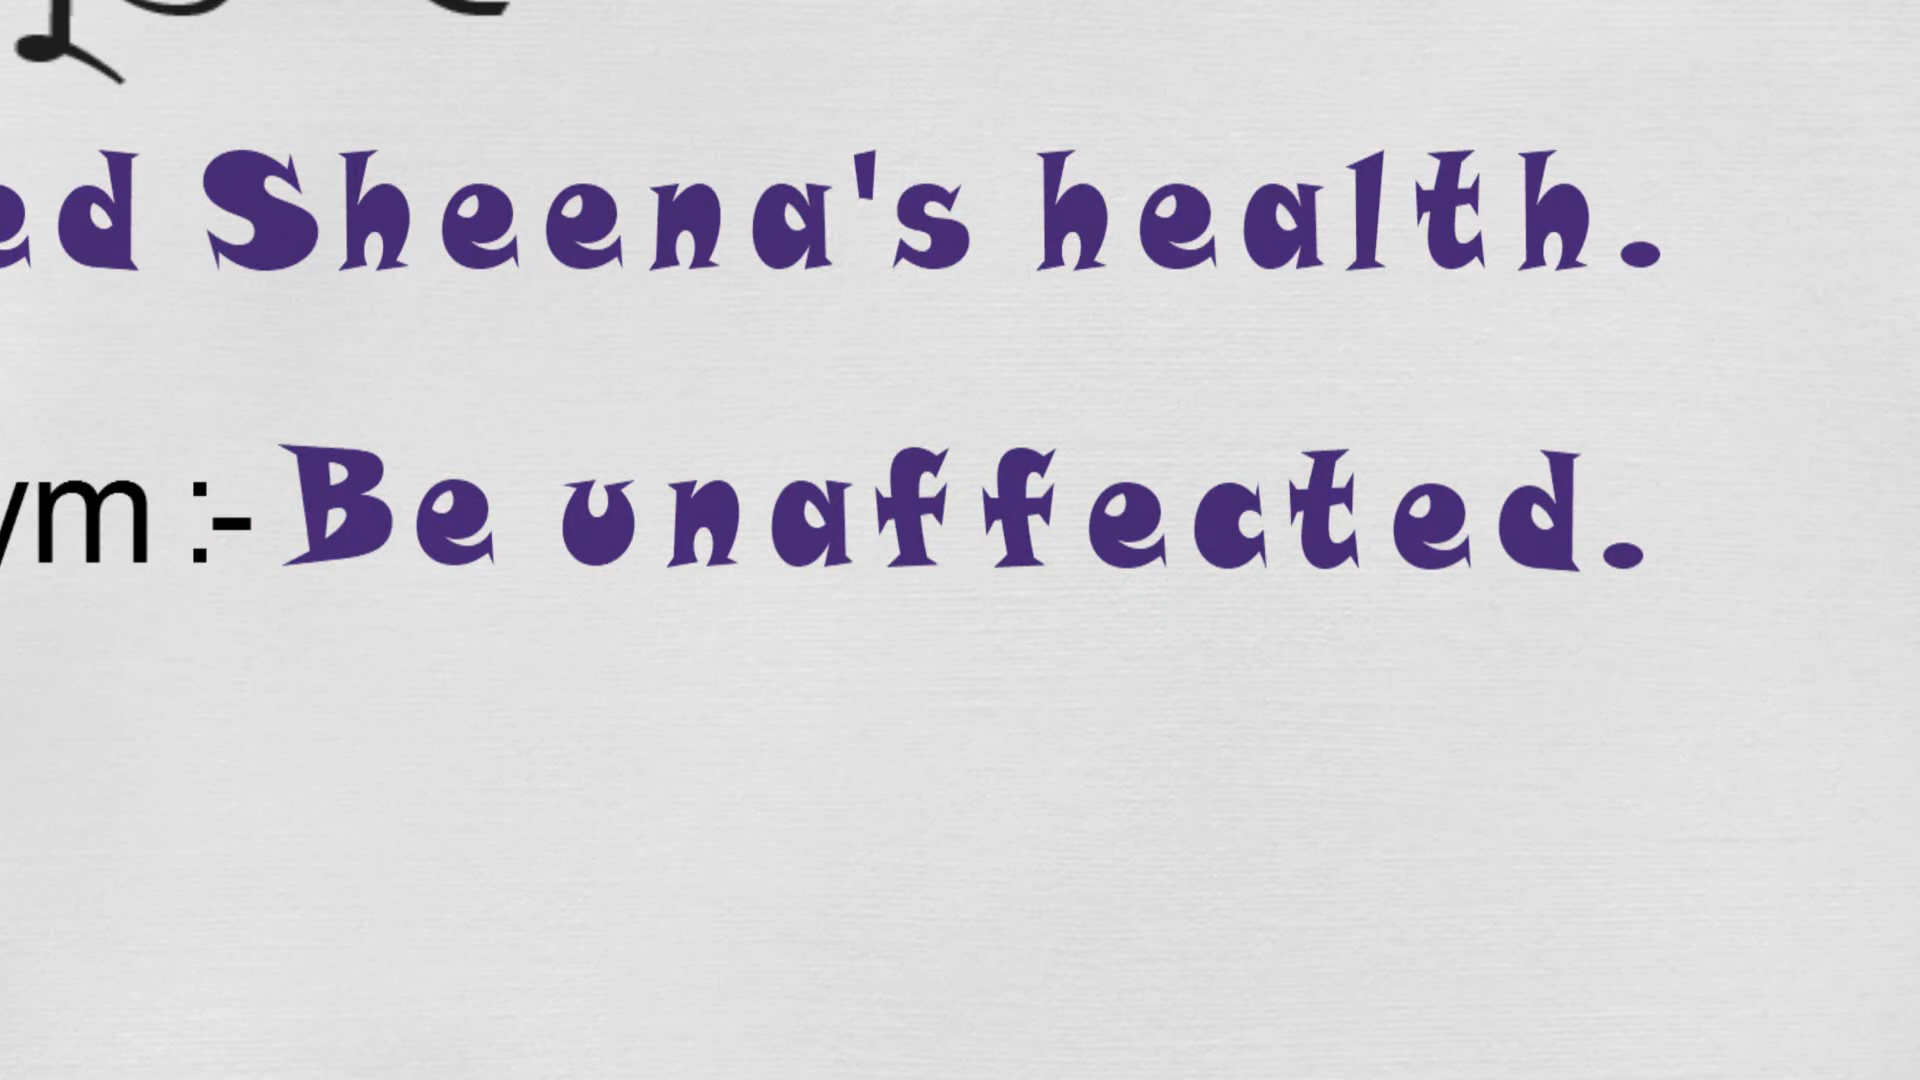 ed Sheena's health.
ym :- Be unaffected.